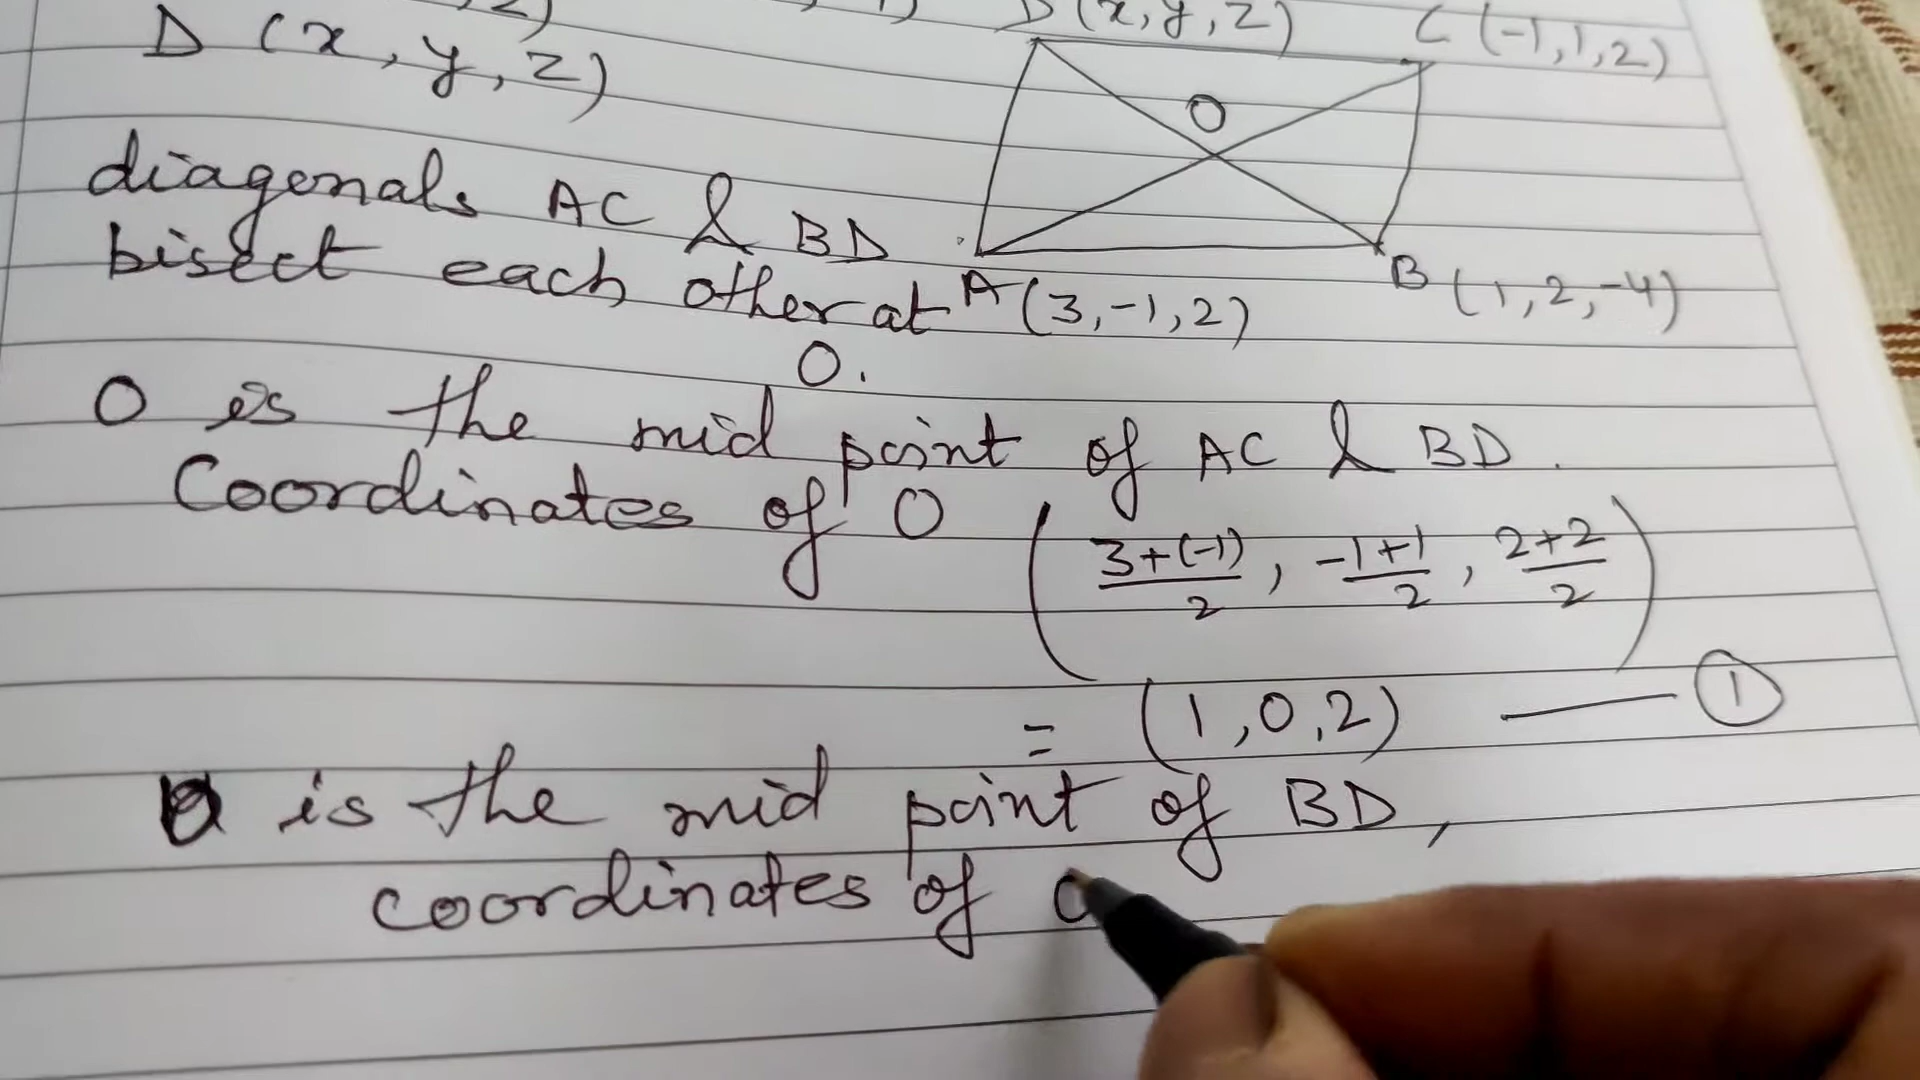 D (x, y, z) C (-1, 1, 2)
D (x, y, z)
O
diagonals AC & BD
bisect each other at
A (3, -1, 2)
B (1, 2, -4)
O.
O is the mid point of AC & BD.
Coordinates of O (3+(-1)/2, -1+1/2, 2+2/2)
= (1, 0, 2) — 1
O is the mid point of BD,
coordinates of O